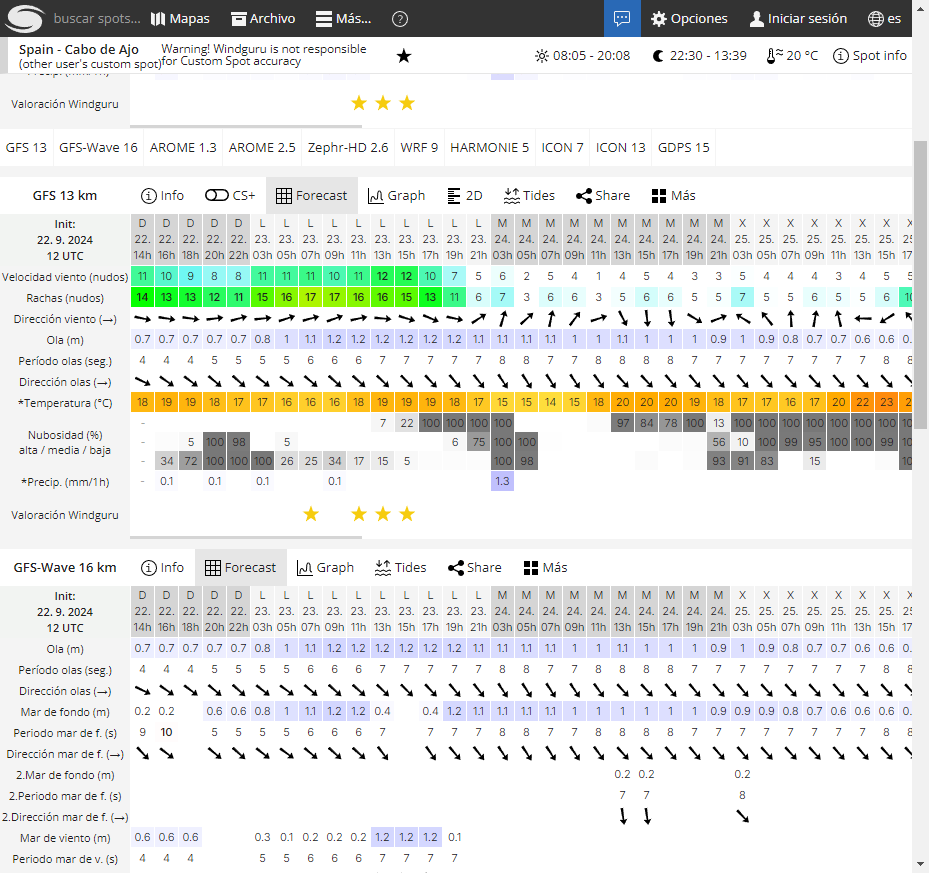 buscar spots... Mapas Archivo Más... ? Opciones Iniciar sesión es
Spain - Cabo de Ajo Warning! Windguru is not responsible
(other user's custom spot) for Custom Spot accuracy 08:05 - 20:08 22:30 - 13:39 20 °C Spot info
Valoración Windguru
GFS 13 GFS-Wave 16 AROME 1.3 AROME 2.5 Zephr-HD 2.6 WRF 9 HARMONIE 5 ICON 7 ICON 13 GDPS 15
GFS 13 km Info CS+ Forecast Graph 2D Tides Share Más
Init: D D D D D L L L L L L L L L L M M M M M M M M M M X X X X X X X
22. 9. 2024 22. 22. 22. 22. 22. 23. 23. 23. 23. 23. 23. 23. 23. 23. 23. 24. 24. 24. 24. 24. 24. 24. 24. 24. 24. 25. 25. 25. 25. 25. 25. 25.
12 UTC 14h 16h 18h 20h 22h 03h 05h 07h 09h 11h 13h 15h 17h 19h 21h 03h 05h 07h 09h 11h 13h 15h 17h 19h 21h 03h 05h 07h 09h 11h 13h 15h
Velocidad viento (nudos) 11 10 9 8 8 11 11 11 10 11 12 12 10 7 5 6 2 5 4 1 4 5 4 3 3 5 4 4 4 3 4 5
Rachas (nudos) 14 13 13 12 11 15 16 17 17 16 16 15 13 11 6 7 3 6 6 3 5 6 6 5 5 7 5 5 6 5 5 6
Dirección viento (→)
Ola (m) 0.7 0.7 0.7 0.7 0.7 0.8 1 1.1 1.2 1.2 1.2 1.2 1.2 1.2 1.1 1.1 1.1 1.1 1 1 1.1 1 1 1 0.9 1 0.9 0.8 0.7 0.7 0.6 0.6
Período olas (seg.) 4 4 4 5 5 5 5 6 6 6 7 7 7 7 7 8 8 7 7 8 8 8 8 7 7 7 7 7 7 7 7 8
Dirección olas (→)
*Temperatura (°C) 18 19 19 18 17 17 16 16 16 18 19 19 19 18 17 15 15 14 15 18 20 20 20 19 18 17 17 16 17 20 22 23
- 7 22 100 100 100 100 97 84 78 100 13 100 100 100 100 100 100 100
Nubosidad (%)
- 5 100 98 5 6 75 100 100 56 10 100 99 95 100 100 99
alta / media / baja
- 34 72 100 100 100 26 25 34 17 15 5 100 98 93 91 83 15
*Precip. (mm/1h) - 0.1 0.1 0.1 0.1 1.3
Valoración Windguru
GFS-Wave 16 km Info Forecast Graph Tides Share Más
Init: D D D D D L L L L L L L L L L M M M M M M M M M M X X X X X X X
22. 9. 2024 22. 22. 22. 22. 22. 23. 23. 23. 23. 23. 23. 23. 23. 23. 23. 24. 24. 24. 24. 24. 24. 24. 24. 24. 24. 25. 25. 25. 25. 25. 25. 25.
12 UTC 14h 16h 18h 20h 22h 03h 05h 07h 09h 11h 13h 15h 17h 19h 21h 03h 05h 07h 09h 11h 13h 15h 17h 19h 21h 03h 05h 07h 09h 11h 13h 15h
Ola (m) 0.7 0.7 0.7 0.7 0.7 0.8 1 1.1 1.2 1.2 1.2 1.2 1.2 1.2 1.1 1.1 1.1 1.1 1 1 1.1 1 1 1 0.9 1 0.9 0.8 0.7 0.7 0.6 0.6
Período olas (seg.) 4 4 4 5 5 5 5 6 6 6 7 7 7 7 7 8 8 7 7 8 8 8 8 7 7 7 7 7 7 7 7 8
Dirección olas (→)
Mar de fondo (m) 0.2 0.2 0.6 0.6 0.8 1 1.1 1.2 1.2 0.4 0.4 1.2 1.1 1.1 1.1 1.1 1 1 1 1 1 1 0.9 0.9 0.9 0.8 0.7 0.6 0.6 0.6
Periodo mar de f. (s) 9 10 5 5 5 5 6 6 6 7 7 7 7 8 8 7 7 8 8 8 8 7 7 7 7 7 7 7 7 8
Dirección mar de f. (→)
2.Mar de fondo (m) 0.2 0.2 0.2
2.Periodo mar de f. (s) 7 7 8
2.Dirección mar de f. (→)
Mar de viento (m) 0.6 0.6 0.6 0.3 0.1 0.2 0.2 0.2 1.2 1.2 1.2 0.1
Periodo mar de v. (s) 4 4 4 5 5 6 6 6 7 7 7 7